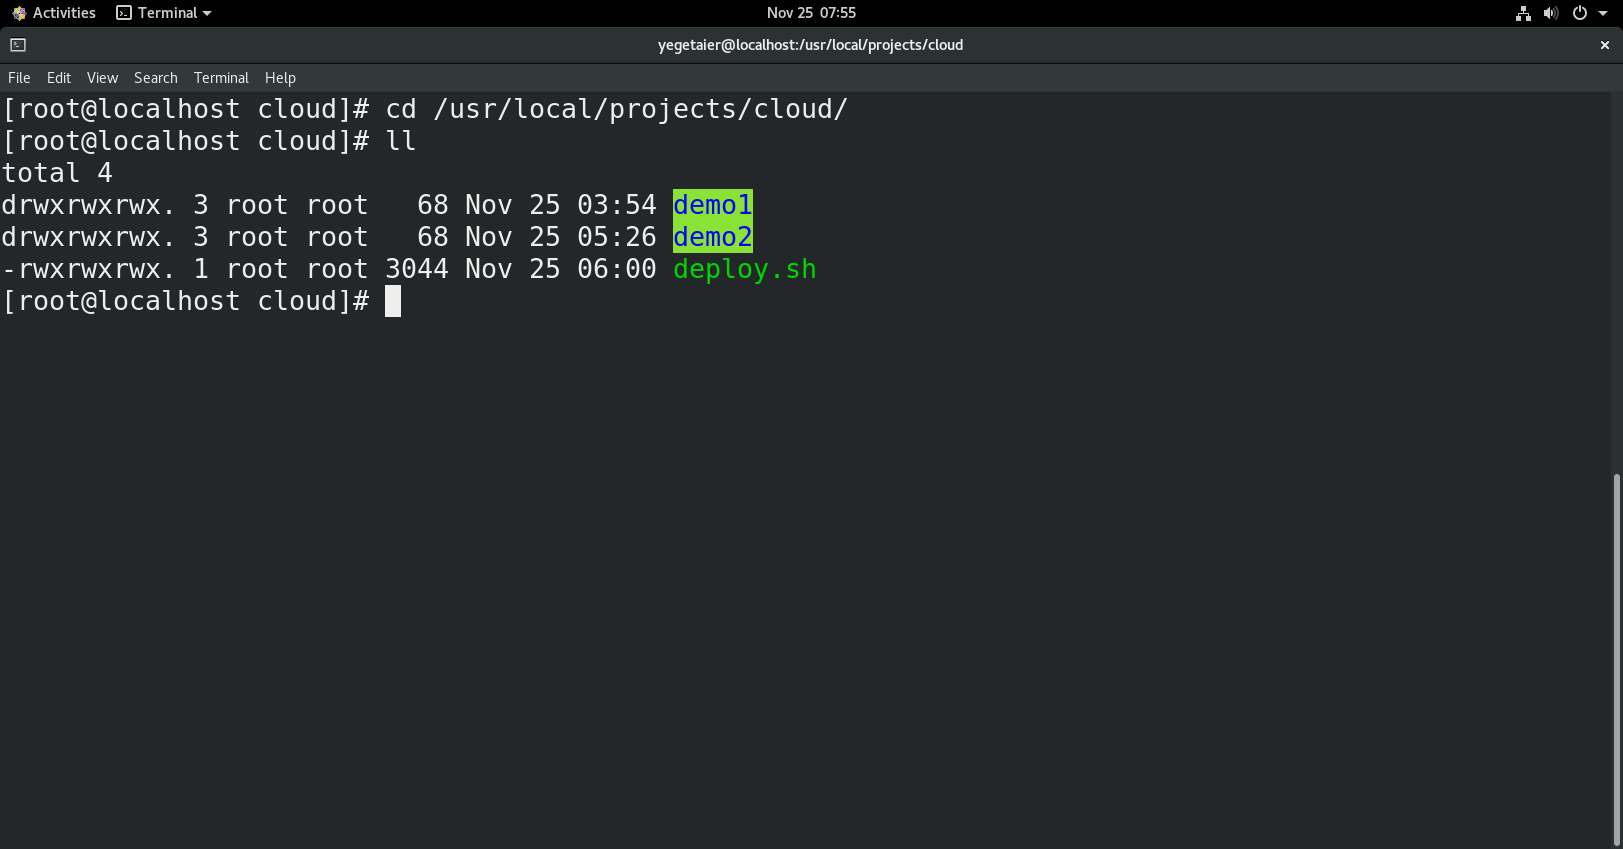 Activities Terminal Nov 25 07:55
yegetaier@localhost:/usr/local/projects/cloud
File Edit View Search Terminal Help
[root@localhost cloud]# cd /usr/local/projects/cloud/
[root@localhost cloud]# ll
total 4
drwxrwxrwx. 3 root root   68 Nov 25 03:54 demo1
drwxrwxrwx. 3 root root   68 Nov 25 05:26 demo2
-rwxrwxrwx. 1 root root 3044 Nov 25 06:00 deploy.sh
[root@localhost cloud]#